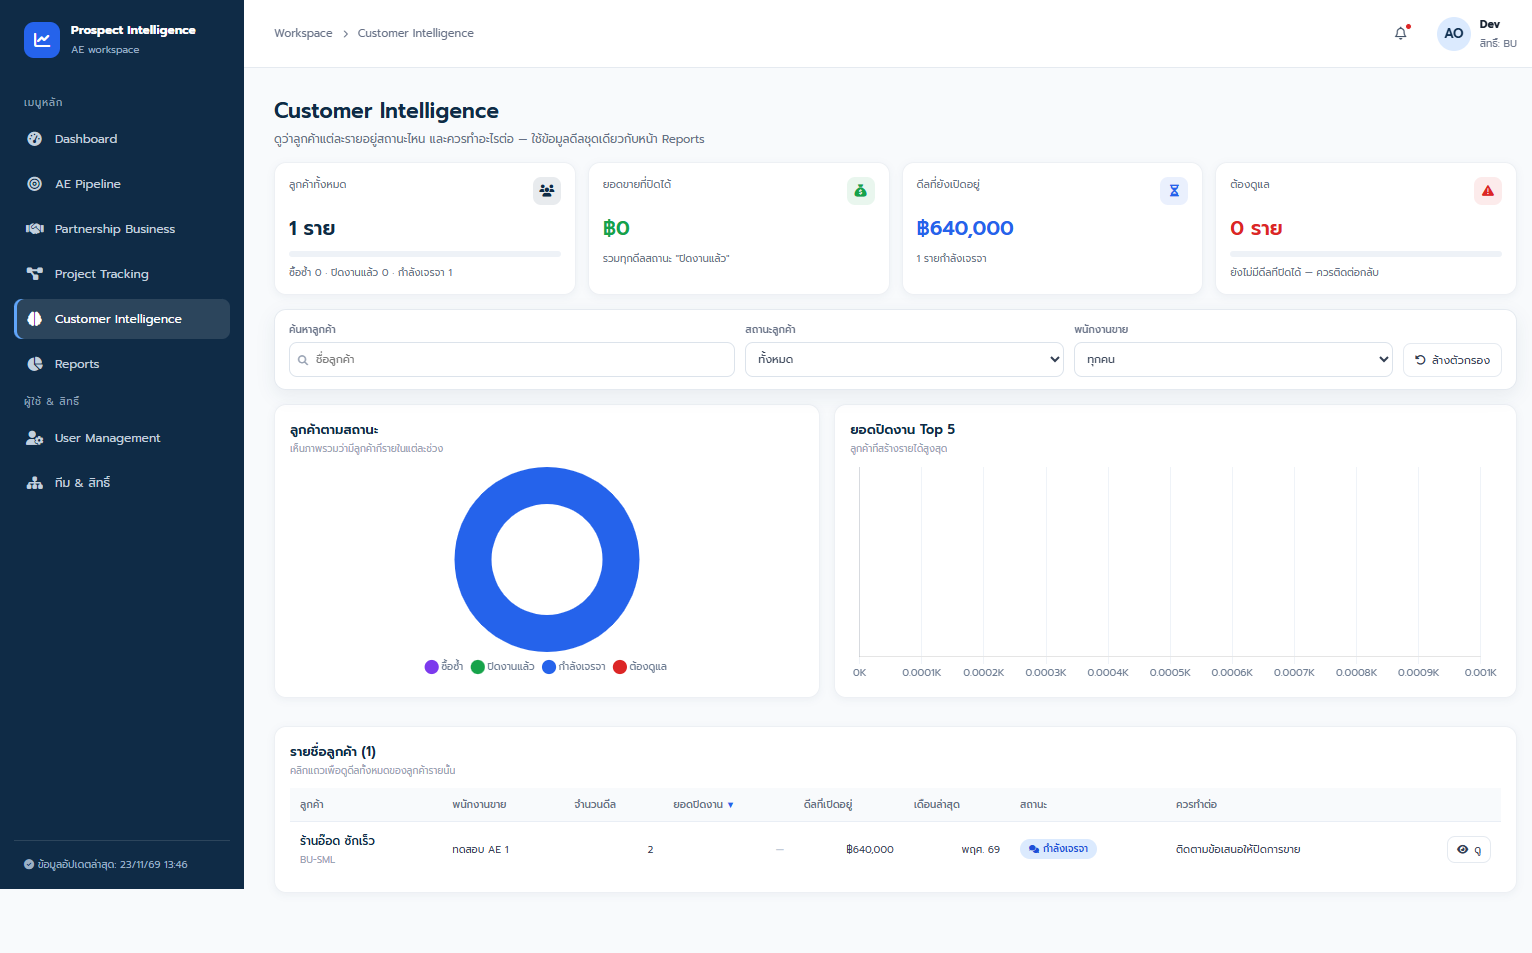 Prospect Intelligence
AE workspace
เมนูหลัก
Dashboard
AE Pipeline
Partnership Business
Project Tracking
Customer Intelligence
Reports
ผู้ใช้ & สิทธิ์
User Management
ทีม & สิทธิ์
ข้อมูลอัปเดตล่าสุด: 23/11/69 13:46
Workspace > Customer Intelligence
AO
Dev
สิทธิ์: BU
Customer Intelligence
ดูว่าลูกค้าแต่ละรายอยู่สถานะไหน และควรทำอะไรต่อ — ใช้ข้อมูลดีลชุดเดียวกับหน้า Reports
ลูกค้าทั้งหมด
1 ราย
ซื้อซ้ำ 0 · ปิดงานแล้ว 0 · กำลังเจรจา 1
ยอดขายที่ปิดได้
฿0
รวมทุกดีลสถานะ "ปิดงานแล้ว"
ดีลที่ยังเปิดอยู่
฿640,000
1 รายกำลังเจรจา
ต้องดูแล
0 ราย
ยังไม่มีดีลที่ปิดได้ — ควรติดต่อกลับ
ค้นหาลูกค้า
ชื่อลูกค้า
สถานะลูกค้า
ทั้งหมด
พนักงานขาย
ทุกคน
ล้างตัวกรอง
ลูกค้าตามสถานะ
เห็นภาพรวมว่ามีลูกค้ากี่รายในแต่ละช่วง
ซื้อซ้ำ ปิดงานแล้ว กำลังเจรจา ต้องดูแล
ยอดปิดงาน Top 5
ลูกค้าที่สร้างรายได้สูงสุด
0K 0.0001K 0.0002K 0.0003K 0.0004K 0.0005K 0.0006K 0.0007K 0.0008K 0.0009K 0.001K
รายชื่อลูกค้า (1)
คลิกแถวเพื่อดูดีลทั้งหมดของลูกค้ารายนั้น
ลูกค้า พนักงานขาย จำนวนดีล ยอดปิดงาน ▼ ดีลที่เปิดอยู่ เดือนล่าสุด สถานะ ควรทำต่อ
ร้านอ๊อด ซักเร็ว ทดสอบ AE 1 2 — ฿640,000 พฤศ. 69 กำลังเจรจา ติดตามข้อเสนอให้ปิดการขาย ดู
BU-SML